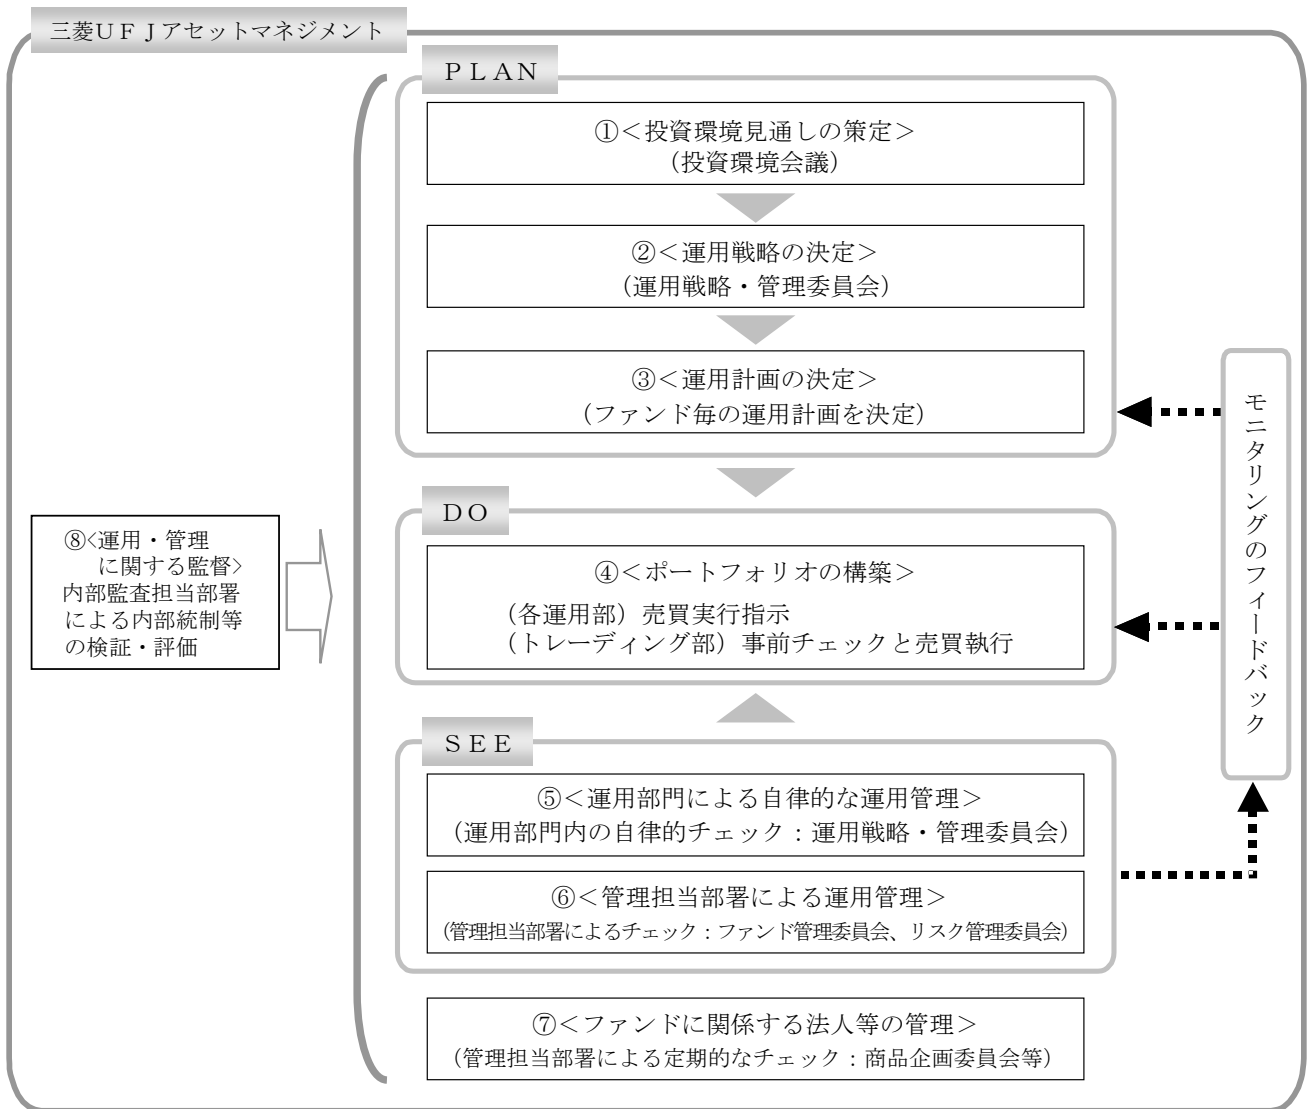 三菱UFJアセットマネジメント
PLAN
①<投資環境見通しの策定>
(投資環境会議)
②<運用戦略の決定>
(運用戦略・管理委員会)
③<運用計画の決定>
(ファンド毎の運用計画を決定)
DO
④<ポートフォリオの構築>
(各運用部)売買実行指示
(トレーディング部)事前チェックと売買執行
SEE
⑤<運用部門による自律的な運用管理>
(運用部門内の自律的チェック:運用戦略・管理委員会)
⑥<管理担当部署による運用管理>
(管理担当部署によるチェック:ファンド管理委員会、リスク管理委員会)
⑦<ファンドに関係する法人等の管理>
(管理担当部署による定期的なチェック:商品企画委員会等)
⑧<運用・管理
に関する監督>
内部監査担当部署
による内部統制等
の検証・評価
モニタリングのフィードバック